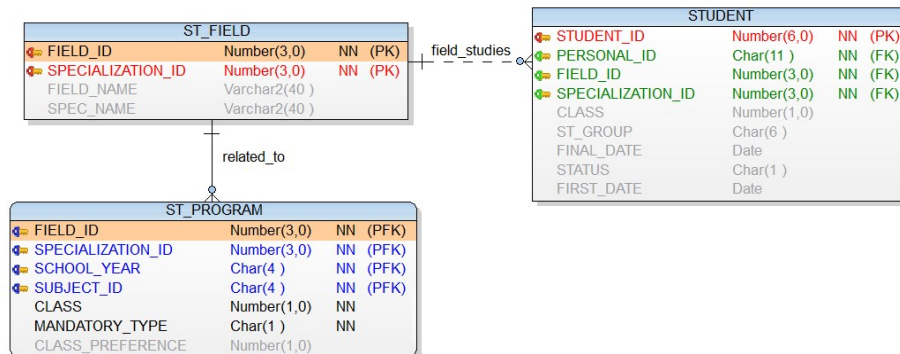 ST_FIELD
FIELD_ID Number(3,0) NN (PK)
SPECIALIZATION_ID Number(3,0) NN (PK)
FIELD_NAME Varchar2(40 )
SPEC_NAME Varchar2(40 )
field_studies
STUDENT
STUDENT_ID Number(6,0) NN (PK)
PERSONAL_ID Char(11 ) NN (FK)
FIELD_ID Number(3,0) NN (FK)
SPECIALIZATION_ID Number(3,0) NN (FK)
CLASS Number(1,0)
ST_GROUP Char(6 )
FINAL_DATE Date
STATUS Char(1 )
FIRST_DATE Date
related_to
ST_PROGRAM
FIELD_ID Number(3,0) NN (PFK)
SPECIALIZATION_ID Number(3,0) NN (PFK)
SCHOOL_YEAR Char(4 ) NN (PFK)
SUBJECT_ID Char(4 ) NN (PFK)
CLASS Number(1,0) NN
MANDATORY_TYPE Char(1 ) NN
CLASS_PREFERENCE Number(1,0)